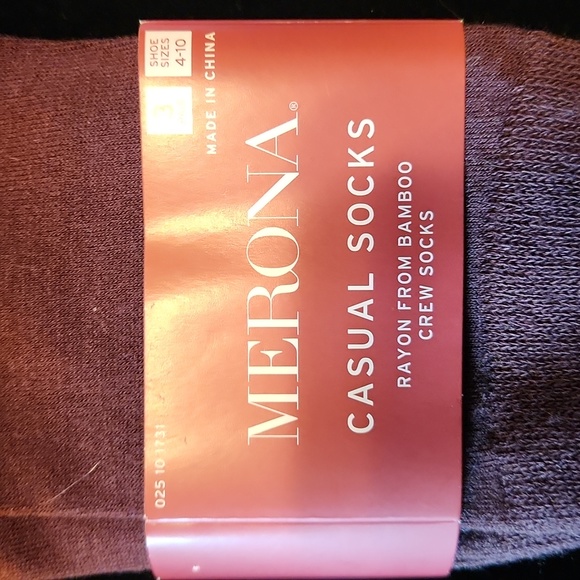 SHOE
SIZES
4-10
MADE IN CHINA
MERONA®
CASUAL SOCKS
RAYON FROM BAMBOO
CREW SOCKS
025 10 1731